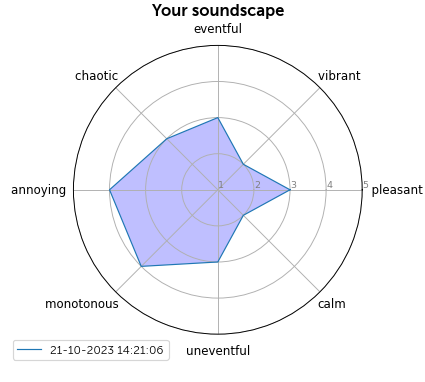 Your soundscape
eventful
chaotic
vibrant
annoying
1
2
3
4
5
pleasant
monotonous
calm
uneventful
21-10-2023 14:21:06